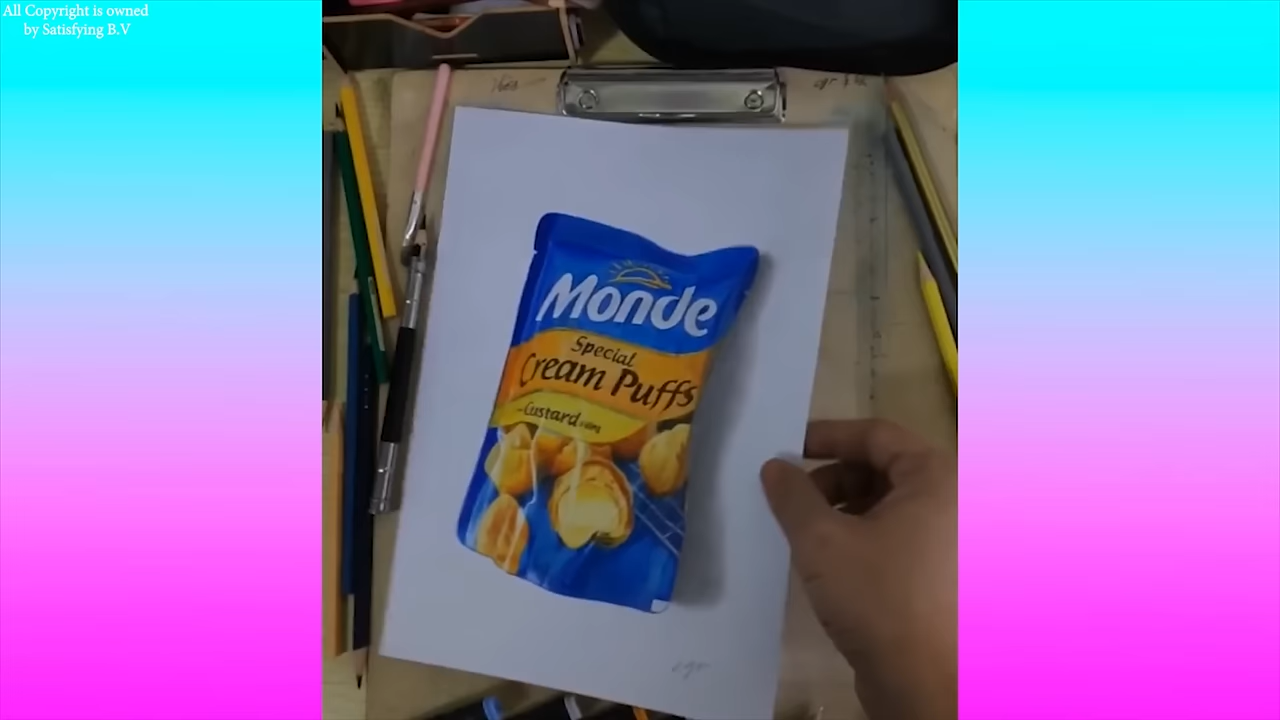 All Copyright is owned
by Satisfying B.V
Monde
Special
Cream Puffs
Custard